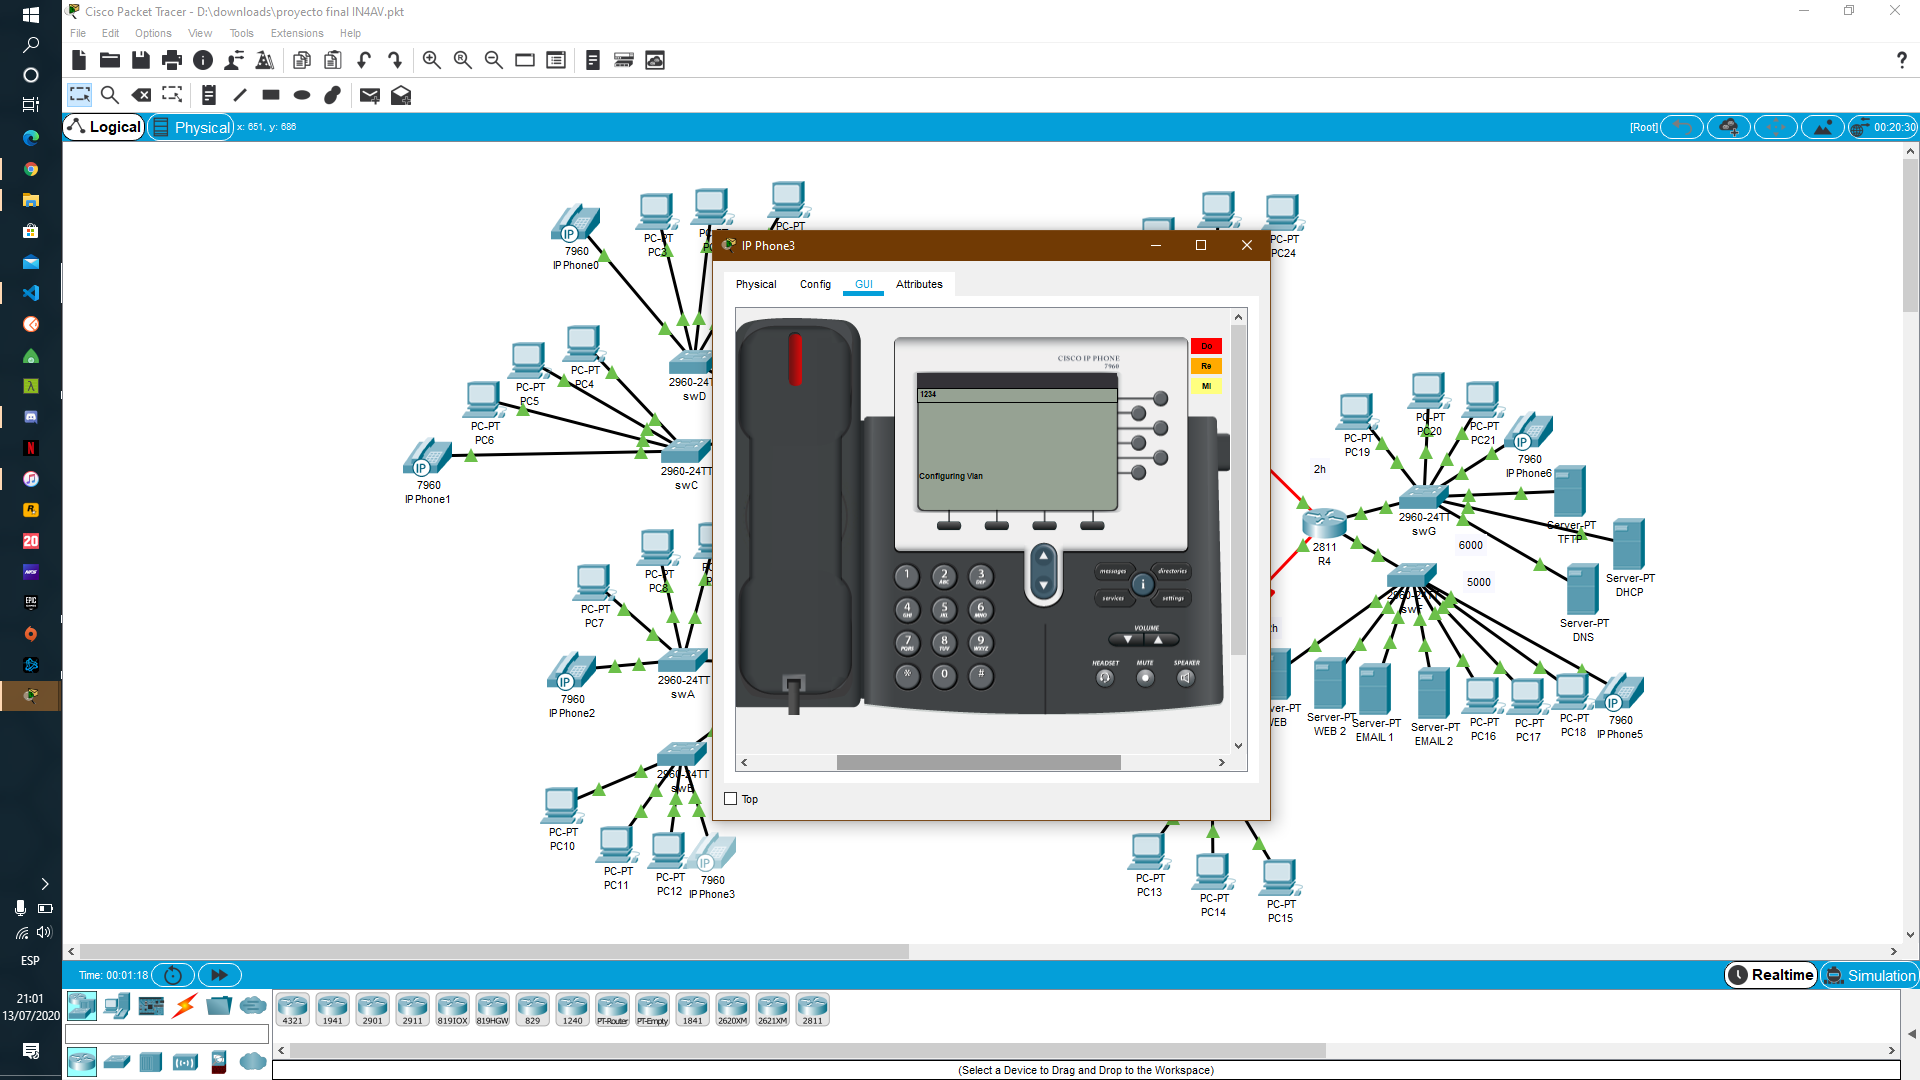 Cisco Packet Tracer - D:\downloads\proyecto final IN4AV.pkt
File Edit Options View Tools Extensions Help
Logical
Physical
x: 651, y: 686
[Root]
00:20:30
7960
IP Phone0
PC-PT
PC3
PC-PT
PC-PT
PC24
IP Phone3
Physical
Config
GUI
Attributes
CISCO IP PHONE
7960
1234
Configuring Vlan
Do
Re
Mi
1
2
ABC
3
DEF
4
GHI
5
JKL
6
MNO
7
PQRS
8
TUV
9
WXYZ
*
0
#
messages
directories
services
settings
i
VOLUME
HEADSET
MUTE
SPEAKER
Top
PC-PT
PC4
PC-PT
PC5
PC-PT
PC6
7960
IP Phone1
2960-24TT
swD
2960-24TT
swC
PC-PT
PC8
PC-PT
PC7
7960
IP Phone2
2960-24TT
swA
2960-24TT
swB
PC-PT
PC10
PC-PT
PC11
PC-PT
PC12
7960
IP Phone3
2h
2811
R4
PC-PT
PC19
PC-PT
PC20
PC-PT
PC21
7960
IP Phone6
2960-24TT
swG
Server-PT
TFTP
Server-PT
DHCP
Server-PT
DNS
6000
5000
2960-24TT
swF
Server-PT
WEB 2
Server-PT
EMAIL 1
Server-PT
EMAIL 2
PC-PT
PC16
PC-PT
PC17
PC-PT
PC18
7960
IP Phone5
PC-PT
PC13
PC-PT
PC14
PC-PT
PC15
Time: 00:01:18
Realtime
Simulation
4321
1941
2901
2911
819IOX
819HGW
829
1240
PT-Router
PT-Empty
1841
2620XM
2621XM
2811
(Select a Device to Drag and Drop to the Workspace)
ESP
21:01
13/07/2020